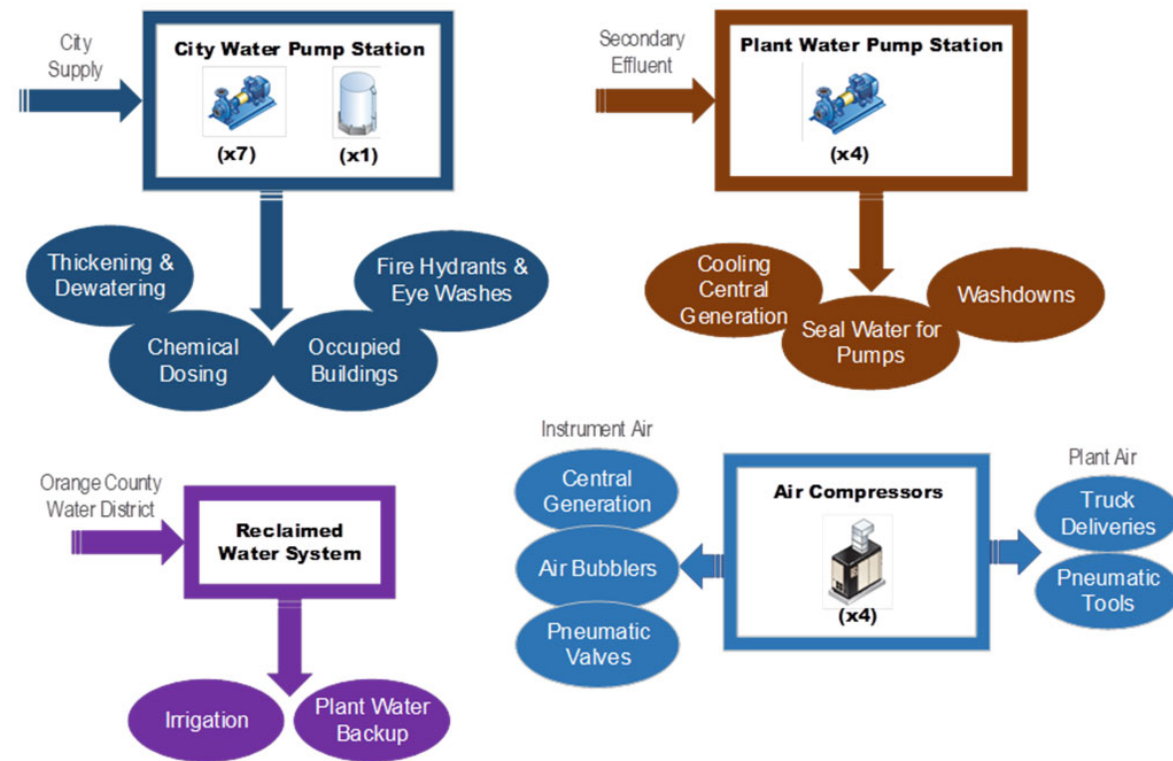 City
Supply
City Water Pump Station
(x7)
(x1)
Thickening &
Dewatering
Chemical
Dosing
Occupied
Buildings
Fire Hydrants &
Eye Washes
Secondary
Effluent
Plant Water Pump Station
(x4)
Cooling
Central
Generation
Seal Water for
Pumps
Washdowns
Orange County
Water District
Reclaimed
Water System
Irrigation
Plant Water
Backup
Instrument Air
Central
Generation
Air Bubblers
Pneumatic
Valves
Air Compressors
(x4)
Plant Air
Truck
Deliveries
Pneumatic
Tools